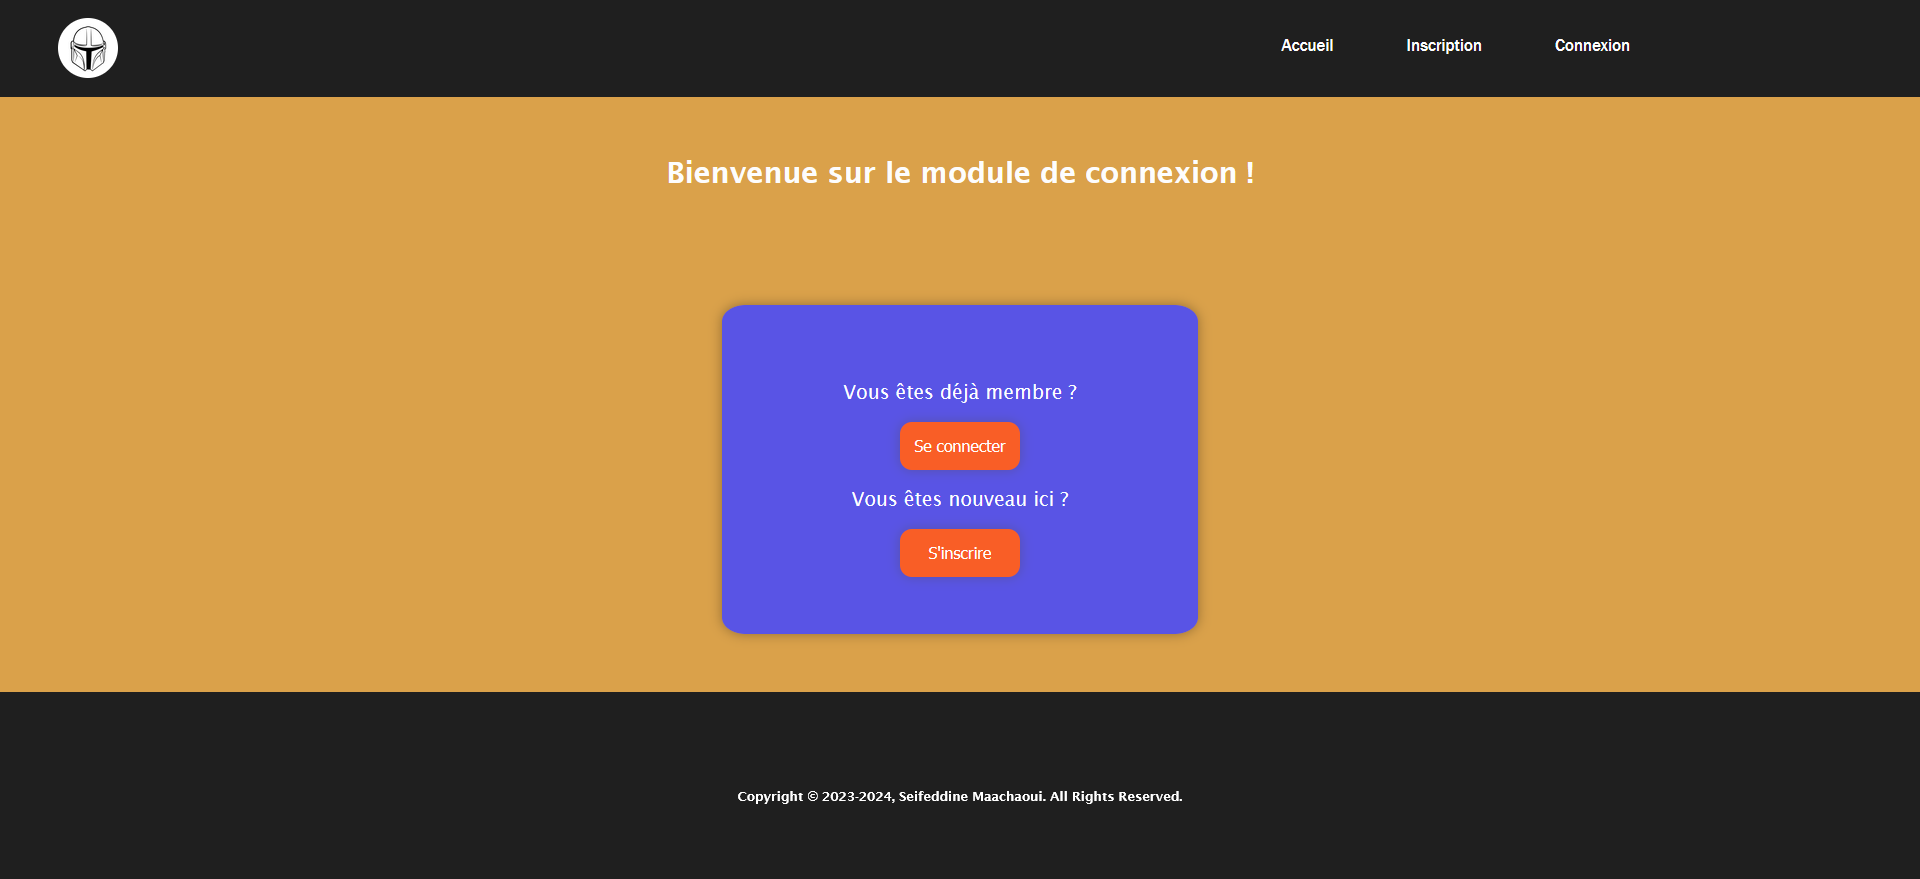 Accueil Inscription Connexion
Bienvenue sur le module de connexion !
Vous êtes déjà membre ?
Se connecter
Vous êtes nouveau ici ?
S'inscrire
Copyright © 2023-2024, Seifeddine Maachaoui. All Rights Reserved.